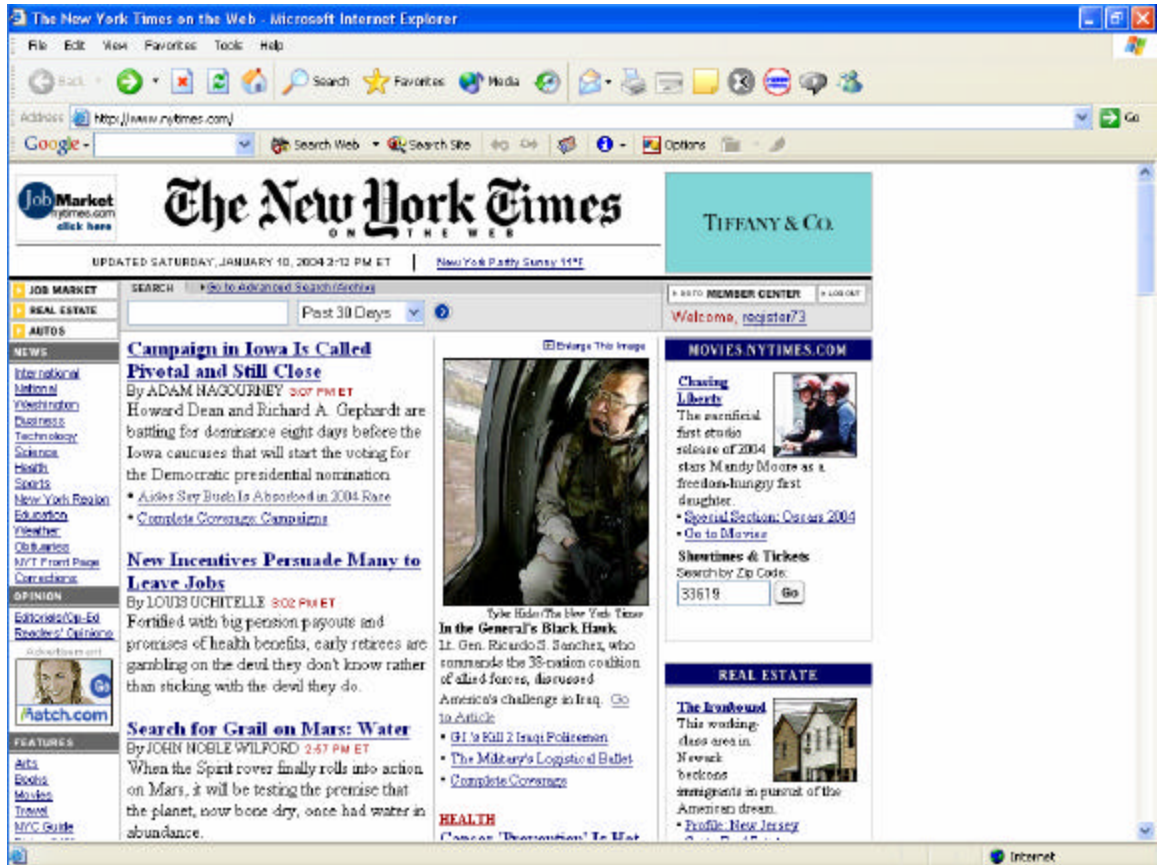 The New York Times on the Web - Microsoft Internet Explorer
File Edit View Favorites Tools Help
Back Search Favorites Media
Address http://www.nytimes.com/ Go
Google Search Web Search Site Options
Job Market
nytimes.com
click here
The New York Times
ON THE WEB
TIFFANY & CO.
UPDATED SATURDAY, JANUARY 10, 2004 3:12 PM ET New York Partly Sunny 11°F
JOB MARKET
REAL ESTATE
AUTOS
SEARCH Go to Advanced Search/Archive
Past 30 Days
GO TO MEMBER CENTER LOG OUT
Welcome, register73
NEWS
International
National
Washington
Business
Technology
Science
Health
Sports
New York Region
Education
Weather
Obituaries
NYT Front Page
Corrections
OPINION
Editorials/Op-Ed
Readers' Opinions
Advertisement
Go
match.com
FEATURES
Arts
Books
Movies
Travel
NYC Guide
Campaign in Iowa Is Called
Pivotal and Still Close
By ADAM NAGOURNEY 3:07 PM ET
Howard Dean and Richard A. Gephardt are
battling for dominance eight days before the
Iowa caucuses that will start the voting for
the Democratic presidential nomination
• Aides Say Bush Is Absorbed in 2004 Race
• Complete Coverage: Campaigns
New Incentives Persuade Many to
Leave Jobs
By LOUIS UCHITELLE 3:02 PM ET
Fortified with big pension payouts and
promises of health benefits, early retirees are
gambling on the devil they don't know rather
than sticking with the devil they do.
Search for Grail on Mars: Water
By JOHN NOBLE WILFORD 2:57 PM ET
When the Spirit rover finally rolls into action
on Mars, it will be testing the premise that
the planet, now bone dry, once had water in
abundance.
Enlarge This Image
Tyler Hicks/The New York Times
In the General's Black Hawk
Lt. Gen. Ricardo S. Sanchez, who
commands the 38-nation coalition
of allied forces, discussed
America's challenge in Iraq. Go
to Article
• G.I.'s Kill 2 Iraqi Policemen
• The Military's Logistical Ballet
• Complete Coverage
HEALTH
Cancer 'Prevention' Is Hot
MOVIES.NYTIMES.COM
Chasing
Liberty
The sacrificial
first studio
release of 2004
stars Mandy Moore as a
freedom-hungry first
daughter.
• Special Section: Oscars 2004
• Go to Movies
Showtimes & Tickets
Search by Zip Code:
33619 Go
REAL ESTATE
The Ironbound
This working-
class area in
Newark
beckons
immigrants in pursuit of the
American dream.
• Profile: New Jersey
Internet